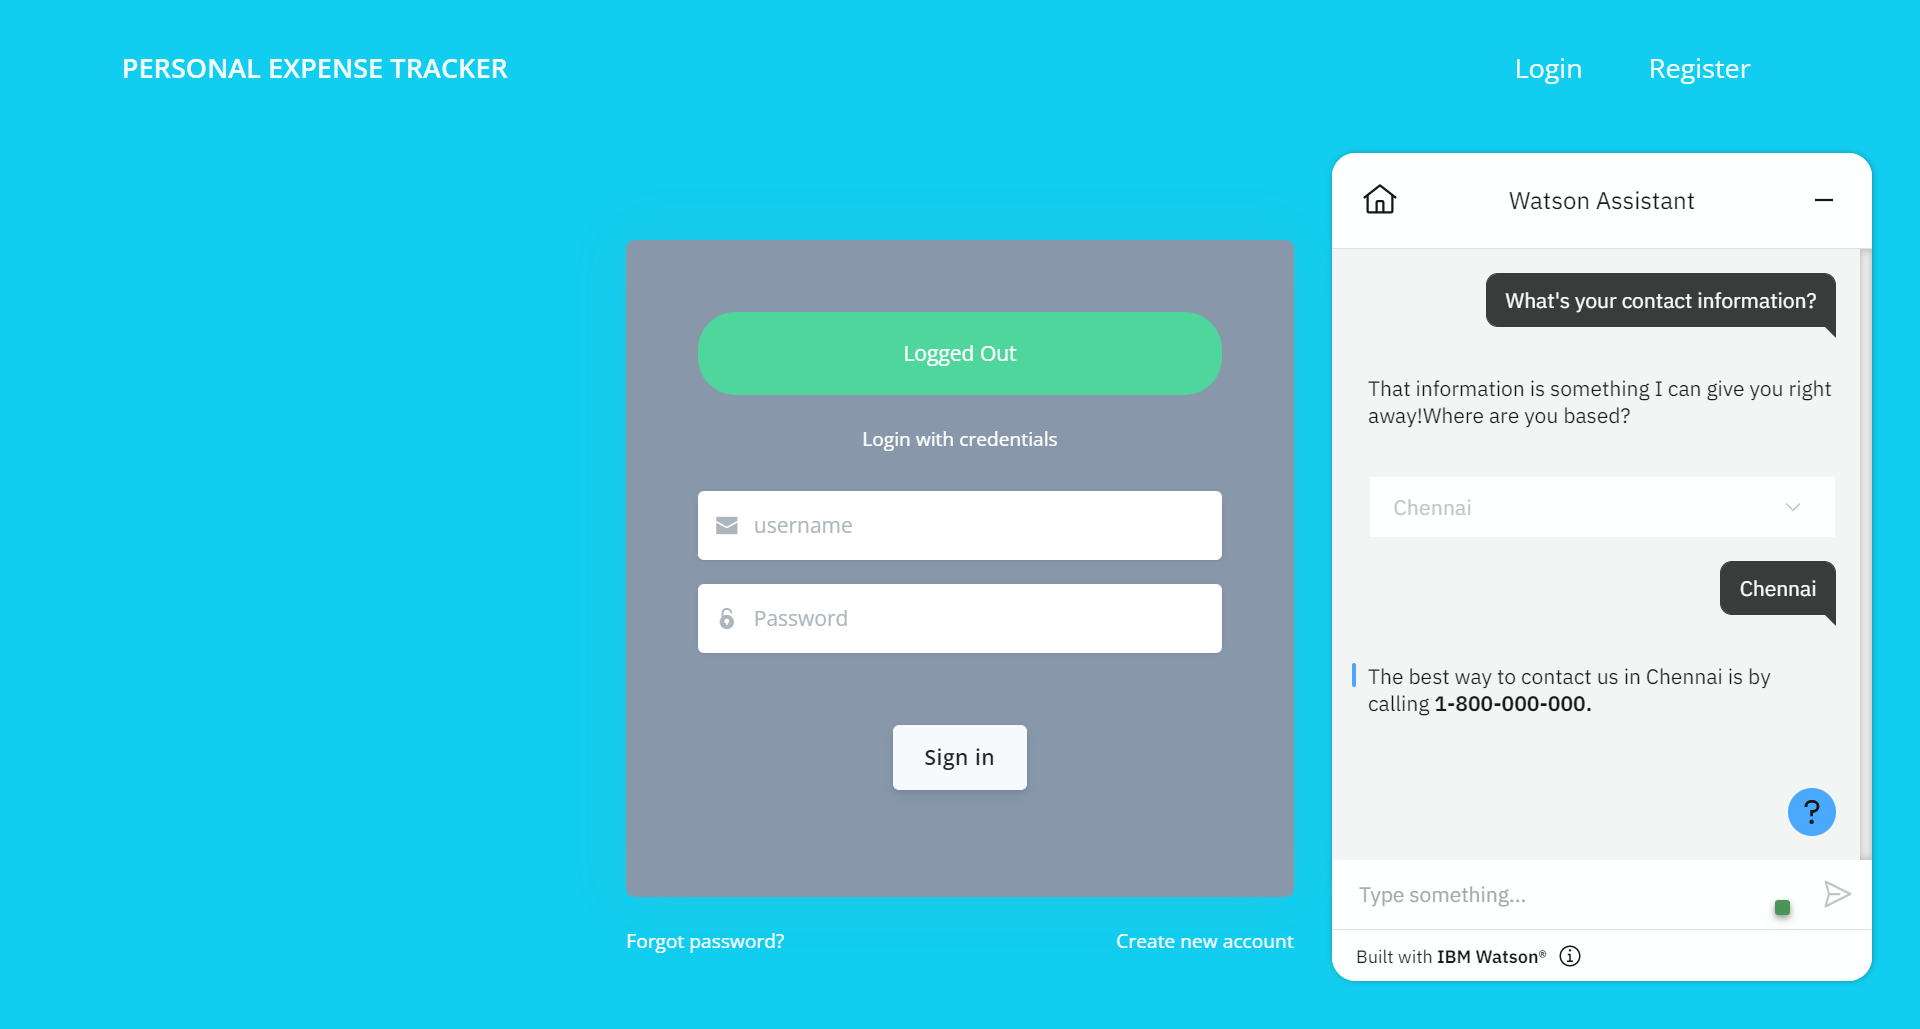 PERSONAL EXPENSE TRACKER
Login
Register
Logged Out
Login with credentials
username
Password
Sign in
Forgot password?
Create new account
Watson Assistant
What's your contact information?
That information is something I can give you right
away!Where are you based?
Chennai
Chennai
The best way to contact us in Chennai is by
calling 1-800-000-000.
?
Type something...
Built with IBM Watson®